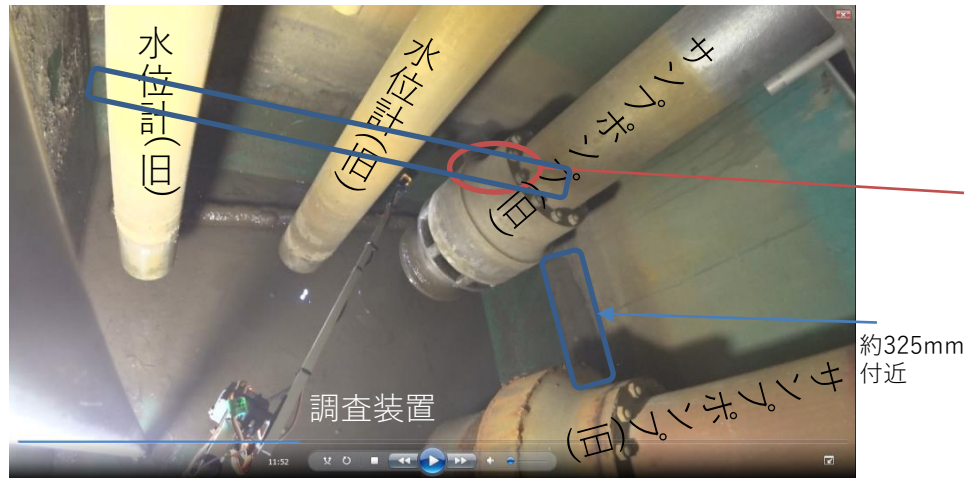 水位計(旧)
水位計(旧)
サンプポンプ(旧)
約325mm
付近
サンプポンプ(旧)
調査装置
11:52